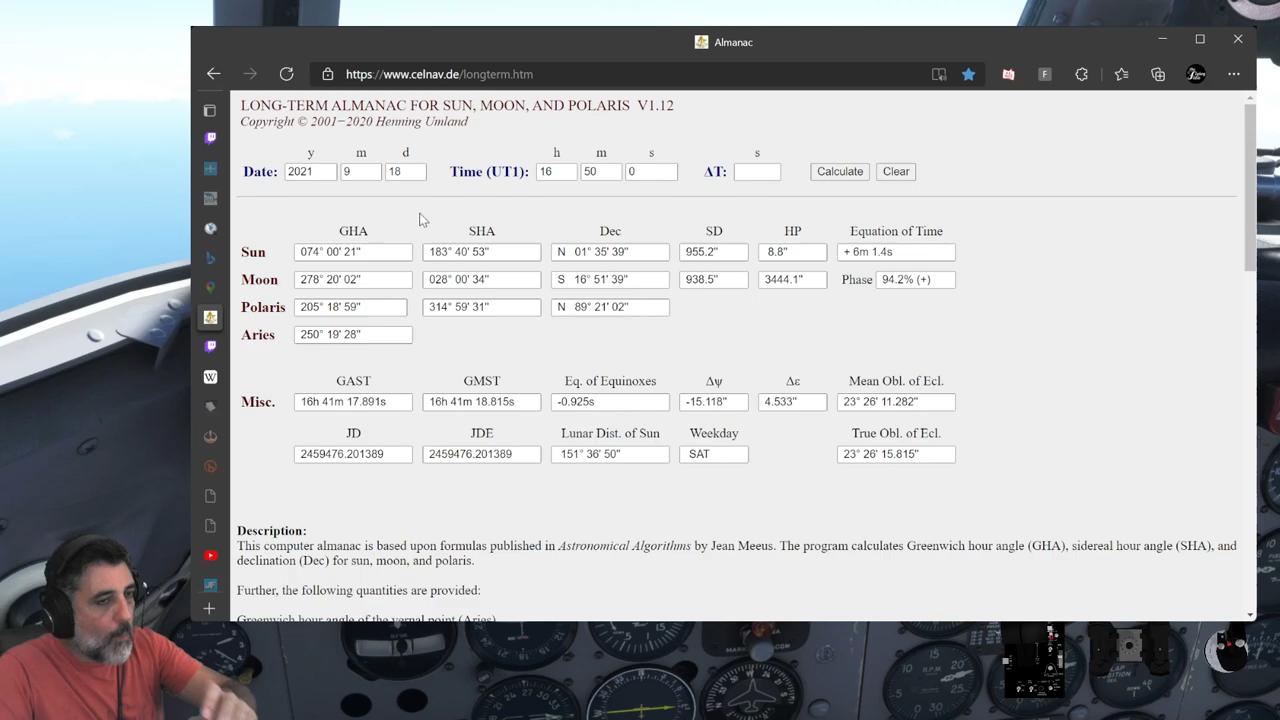 Almanac
https://www.celnav.de/longterm.htm
F
LONG-TERM ALMANAC FOR SUN, MOON, AND POLARIS V1.12
Copyright © 2001−2020 Henning Umland
y m d h m s s
Date: 2021 9 18 Time (UT1): 16 50 0 ΔT: Calculate Clear
GHA SHA Dec SD HP Equation of Time
Sun 074° 00' 21" 183° 40' 53" N 01° 35' 39" 955.2" 8.8" + 6m 1.4s
Moon 278° 20' 02" 028° 00' 34" S 16° 51' 39" 938.5" 3444.1" Phase 94.2% (+)
Polaris 205° 18' 59" 314° 59' 31" N 89° 21' 02"
Aries 250° 19' 28"
GAST GMST Eq. of Equinoxes Δψ Δε Mean Obl. of Ecl.
Misc. 16h 41m 17.891s 16h 41m 18.815s -0.925s -15.118" 4.533" 23° 26' 11.282"
JD JDE Lunar Dist. of Sun Weekday True Obl. of Ecl.
2459476.201389 2459476.201389 151° 36' 50" SAT 23° 26' 15.815"
Description:
This computer almanac is based upon formulas published in Astronomical Algorithms by Jean Meeus. The program calculates Greenwich hour angle (GHA), sidereal hour angle (SHA), and
declination (Dec) for sun, moon, and polaris.
Further, the following quantities are provided:
Greenwich hour angle of the vernal point (Aries)
W
R.P.M.